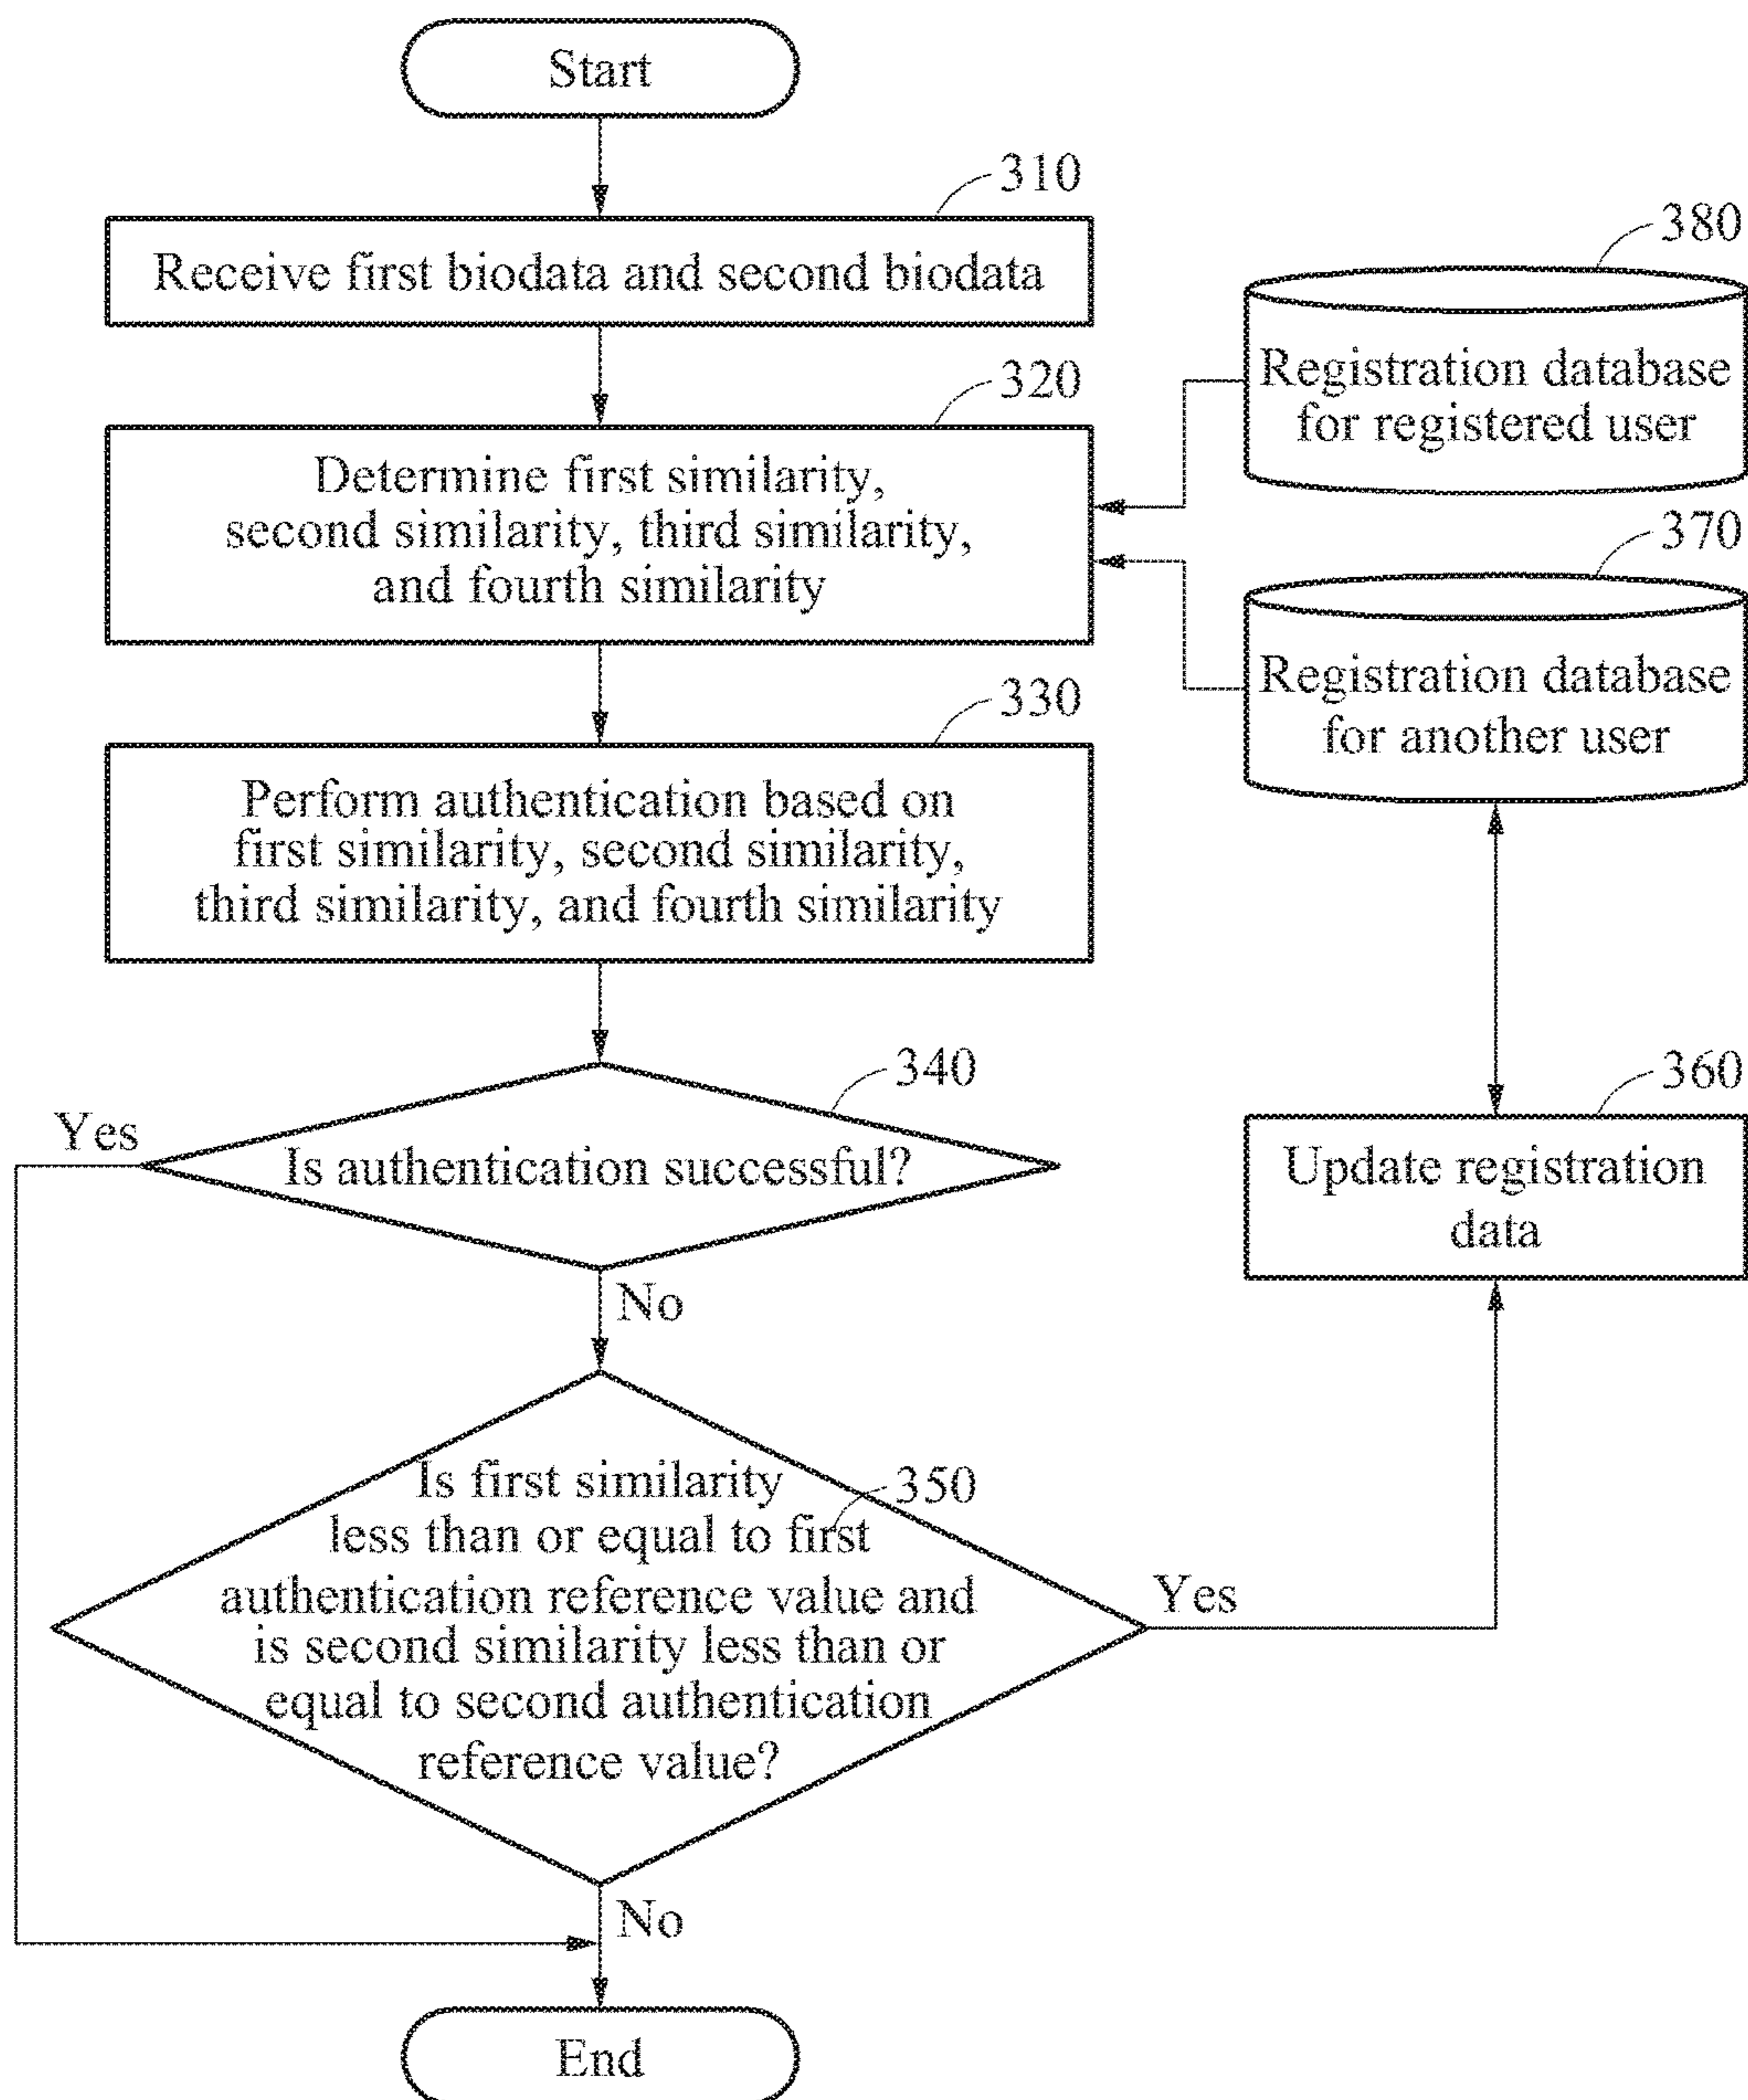 Start
310
Receive first biodata and second biodata
380
Registration database
for registered user
320
Determine first similarity,
second similarity, third similarity,
and fourth similarity
370
Registration database
for another user
330
Perform authentication based on
first similarity, second similarity,
third similarity, and fourth similarity
340
Yes
Is authentication successful?
No
360
Update registration
data
350
Is first similarity
less than or equal to first
authentication reference value and
is second similarity less than or
equal to second authentication
reference value?
Yes
No
End